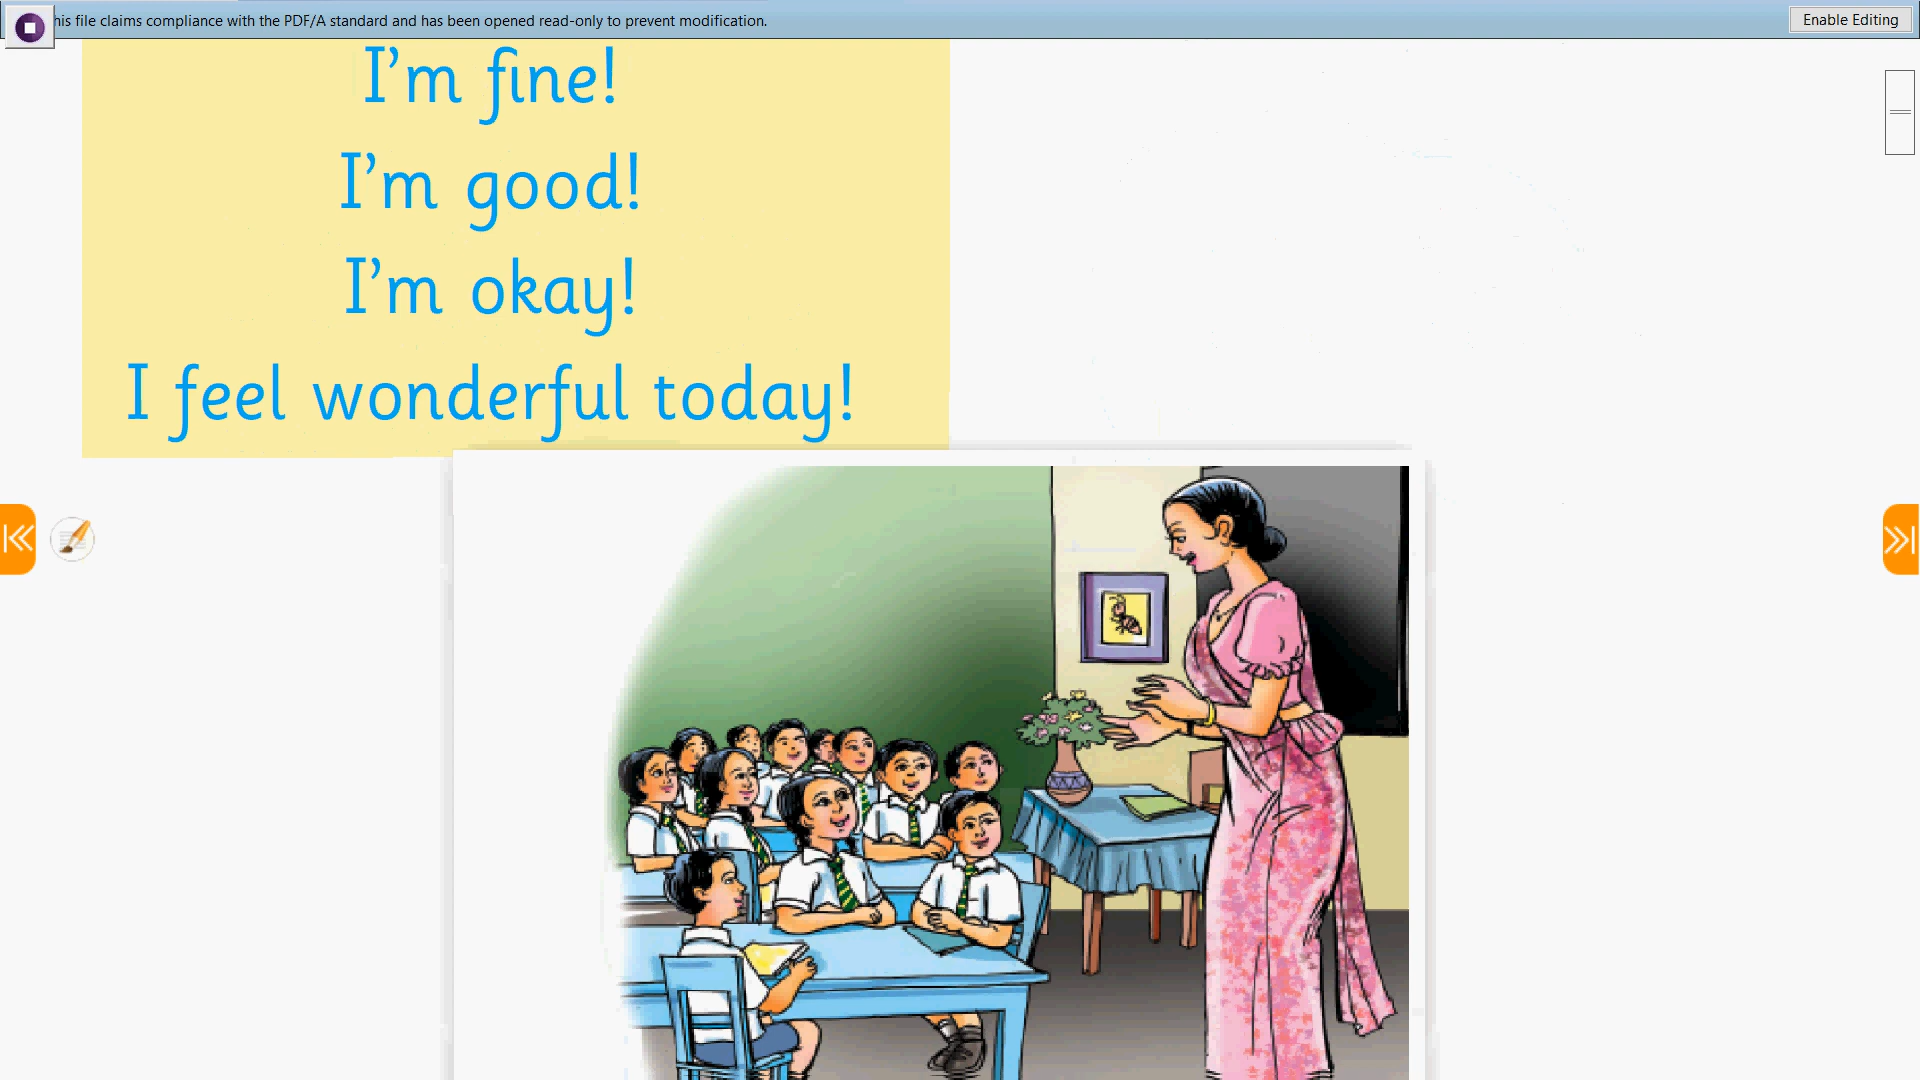 his file claims compliance with the PDF/A standard and has been opened read-only to prevent modification.
Enable Editing
I'm fine!
I'm good!
I'm okay!
I feel wonderful today!